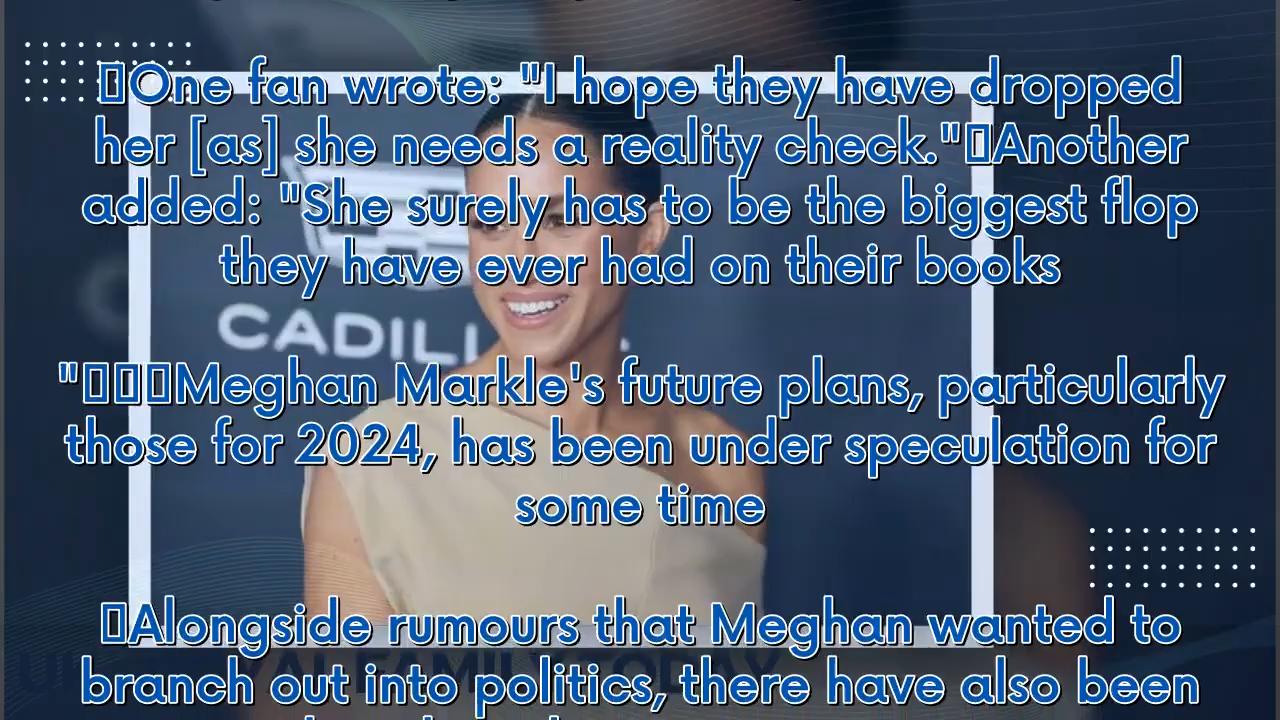 ▯One fan wrote: "I hope they have dropped
her [as] she needs a reality check."▯Another
added: "She surely has to be the biggest flop
they have ever had on their books
CADILL
"▯▯▯Meghan Markle's future plans, particularly
those for 2024, has been under speculation for
some time
▯Alongside rumours that Meghan wanted to
FAMILY TODAY
branch out into politics, there have also been